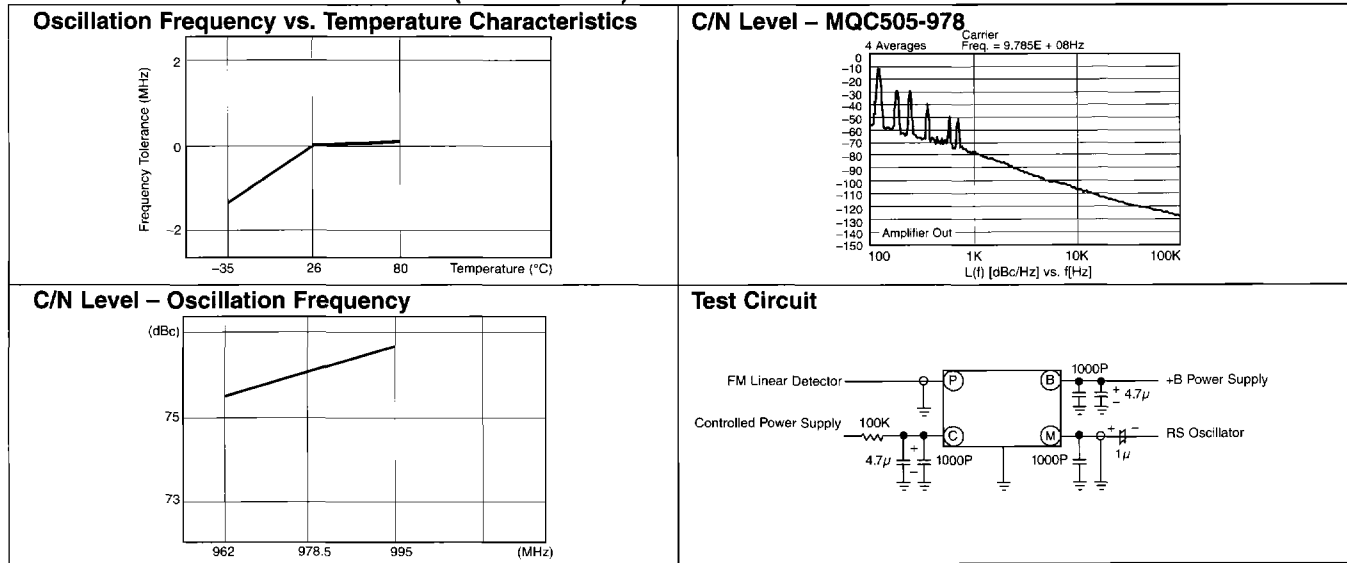 Oscillation Frequency vs. Temperature Characteristics
Frequency Tolerance (MHz)
2
0
−2
−35 26 80 Temperature (°C)
C/N Level – MQC505-978
4 Averages
Carrier
Freq. = 9.785E + 08Hz
0
−10
−20
−30
−40
−50
−60
−70
−80
−90
−100
−110
−120
−130
−140
−150
Amplifier Out
100 1K 10K 100K
L(f) [dBc/Hz] vs. f[Hz]
C/N Level – Oscillation Frequency
(dBc)
75
73
962 978.5 995 (MHz)
Test Circuit
FM Linear Detector
P
B
1000P
+
−
4.7μ
+B Power Supply
Controlled Power Supply
100K
C
M
4.7μ
+
−
1000P
1000P
+ −
1μ
RS Oscillator